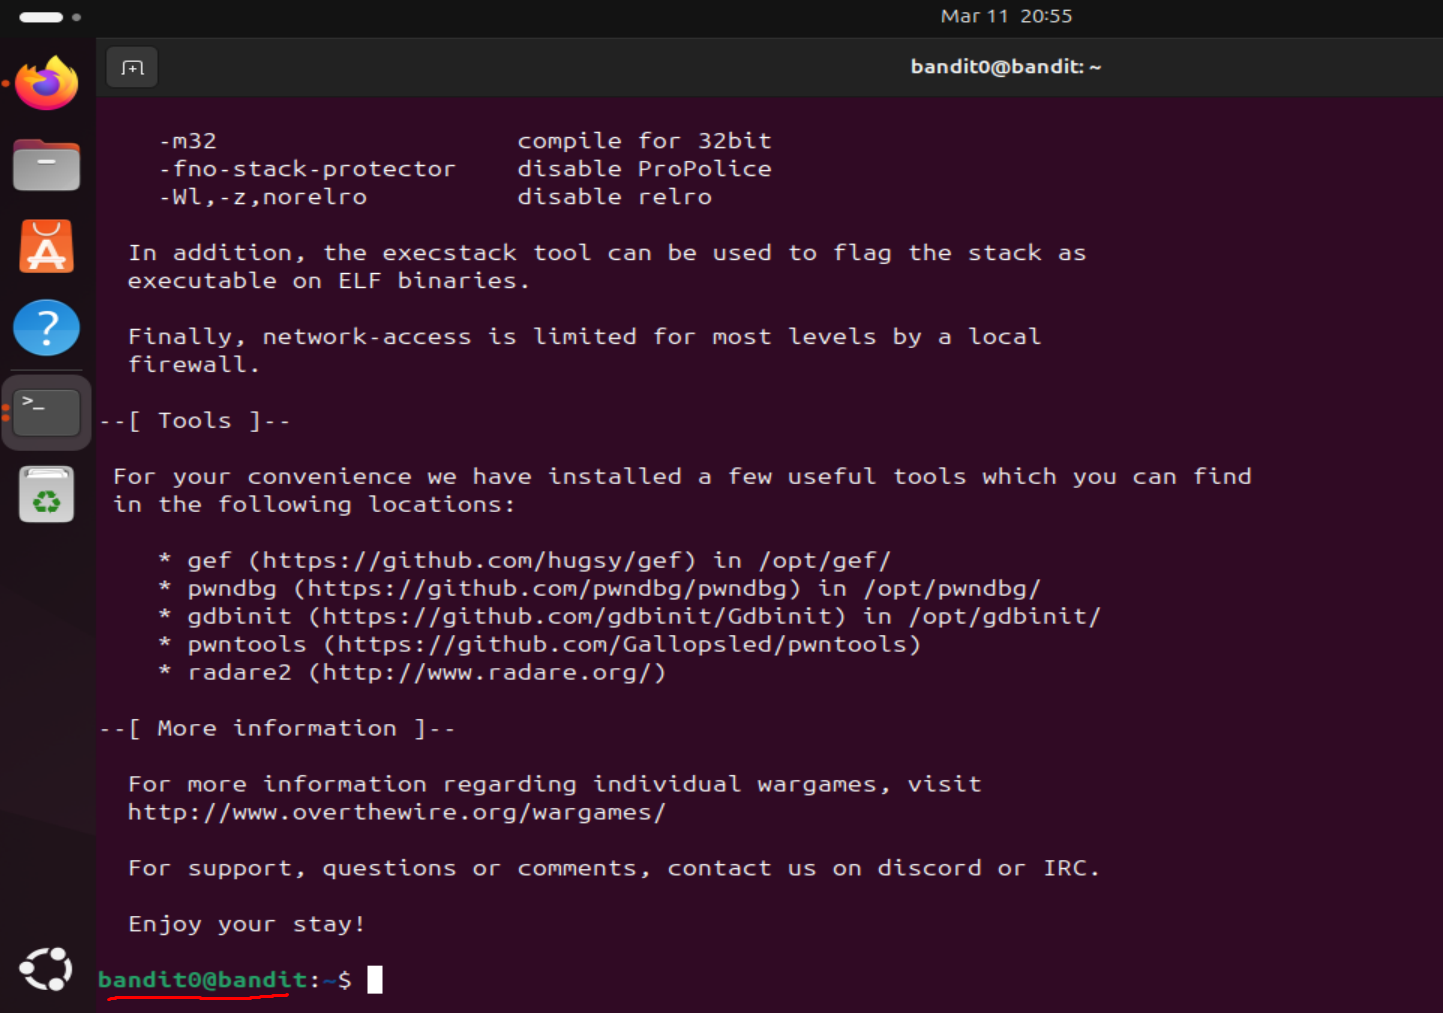 Mar 11 20:55
bandit0@bandit: ~
-m32 compile for 32bit
-fno-stack-protector disable ProPolice
-Wl,-z,norelro disable relro
In addition, the execstack tool can be used to flag the stack as
executable on ELF binaries.
Finally, network-access is limited for most levels by a local
firewall.
--[ Tools ]--
For your convenience we have installed a few useful tools which you can find
in the following locations:
* gef (https://github.com/hugsy/gef) in /opt/gef/
* pwndbg (https://github.com/pwndbg/pwndbg) in /opt/pwndbg/
* gdbinit (https://github.com/gdbinit/Gdbinit) in /opt/gdbinit/
* pwntools (https://github.com/Gallopsled/pwntools)
* radare2 (http://www.radare.org/)
--[ More information ]--
For more information regarding individual wargames, visit
http://www.overthewire.org/wargames/
For support, questions or comments, contact us on discord or IRC.
Enjoy your stay!
bandit0@bandit:~$